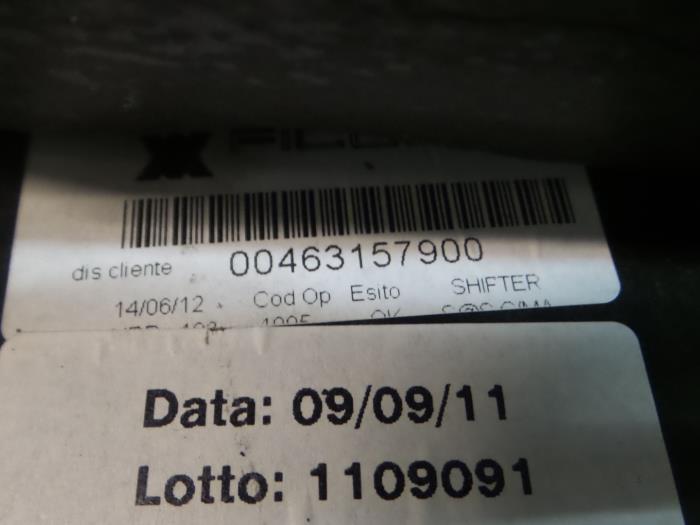 dis cliente 00463157900
14/06/12 Cod Op Esito SHIFTER
Data: 09/09/11
Lotto: 1109091